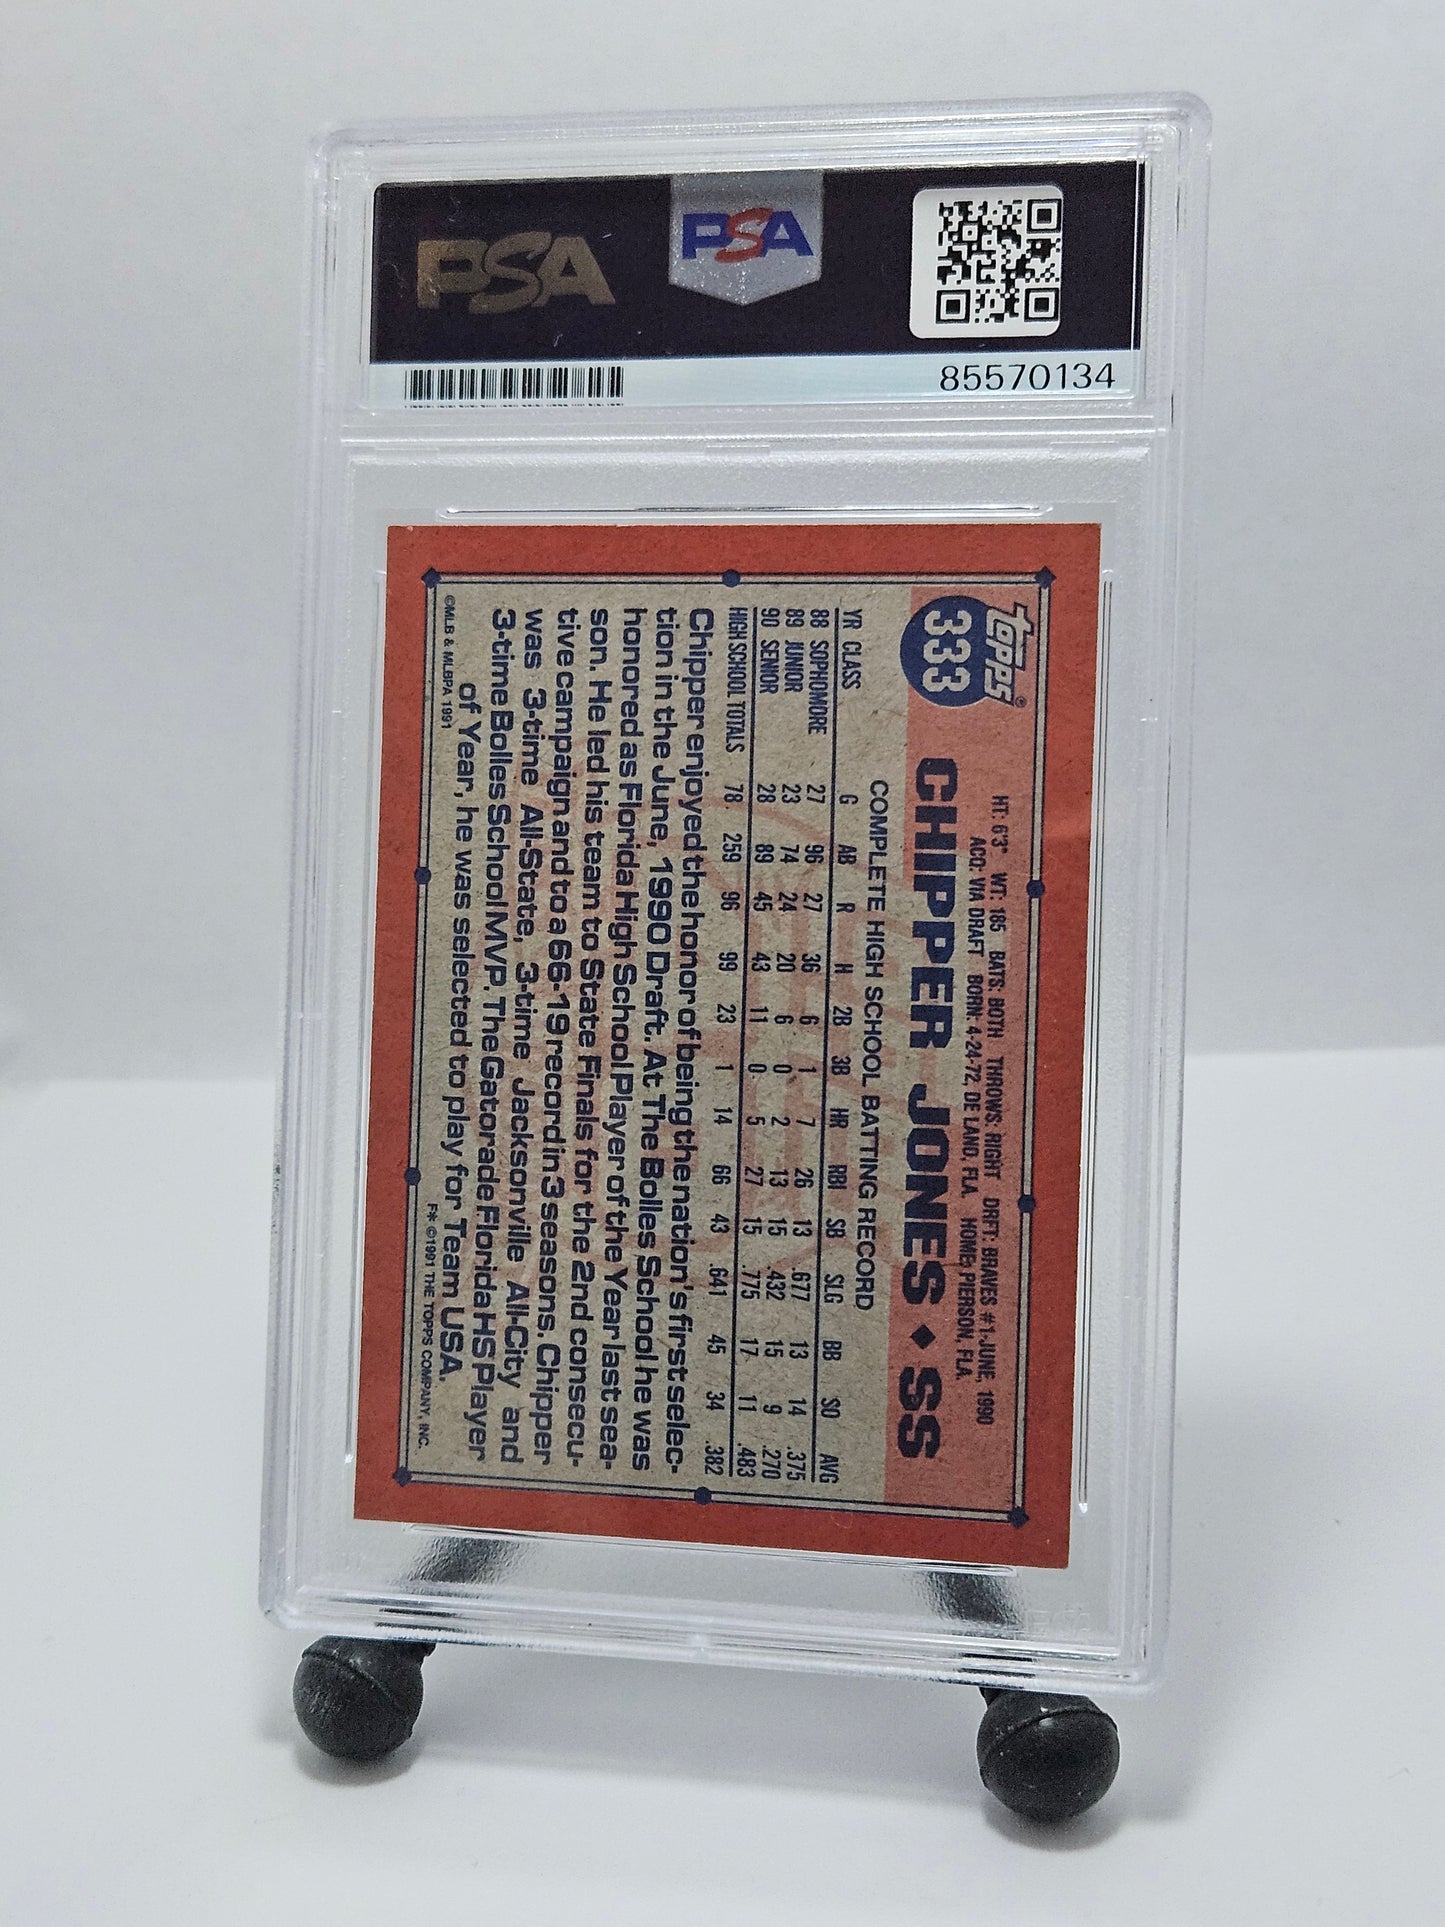 PSA
PSA
85570134
topps®
333
HT: 6'3" WT: 185 BATS: BOTH THROWS: RIGHT DRFT: BRAVES #1-JUNE, 1990
ACQ: VIA DRAFT BORN: 4-24-72, DE LAND, FLA. HOME: PIERSON, FLA.
CHIPPER JONES ♦ SS
COMPLETE HIGH SCHOOL BATTING RECORD
YR CLASS G AB R H 2B 3B HR RBI SB SLG BB SO AVG
88 SOPHOMORE 27 96 27 36 6 1 7 26 13 .677 13 14 .375
89 JUNIOR 23 74 24 20 6 0 2 13 15 .432 15 9 .270
90 SENIOR 28 89 45 43 11 0 5 27 15 .775 17 11 .483
HIGH SCHOOL TOTALS 78 259 96 99 23 1 14 66 43 .641 45 34 .382
Chipper enjoyed the honor of being the nation's first selec-
tion in the June, 1990 Draft. At The Bolles School he was
honored as Florida High School Player of the Year last sea-
son. He led his team to State Finals for the 2nd consecu-
tive campaign and to a 66-19 record in 3 seasons. Chipper
was 3-time All-State, 3-time Jacksonville All-City and
3-time Bolles School MVP. The Gatorade Florida HS Player
of Year, he was selected to play for Team USA.
©MLB & MLBPA 1991
F* ©1991 THE TOPPS COMPANY, INC.